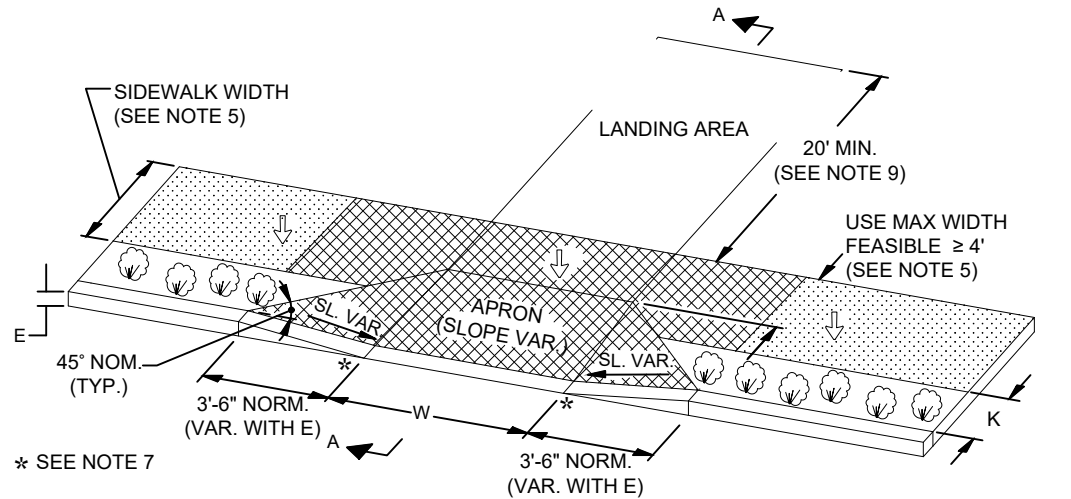 A
SIDEWALK WIDTH
(SEE NOTE 5)
LANDING AREA
20' MIN.
(SEE NOTE 9)
USE MAX WIDTH
FEASIBLE ≥ 4'
(SEE NOTE 5)
E
SL. VAR.
APRON
(SLOPE VAR.)
SL. VAR.
45° NOM.
(TYP.)
*
*
3'-6" NORM.
(VAR. WITH E)
W
K
A
3'-6" NORM.
(VAR. WITH E)
* SEE NOTE 7